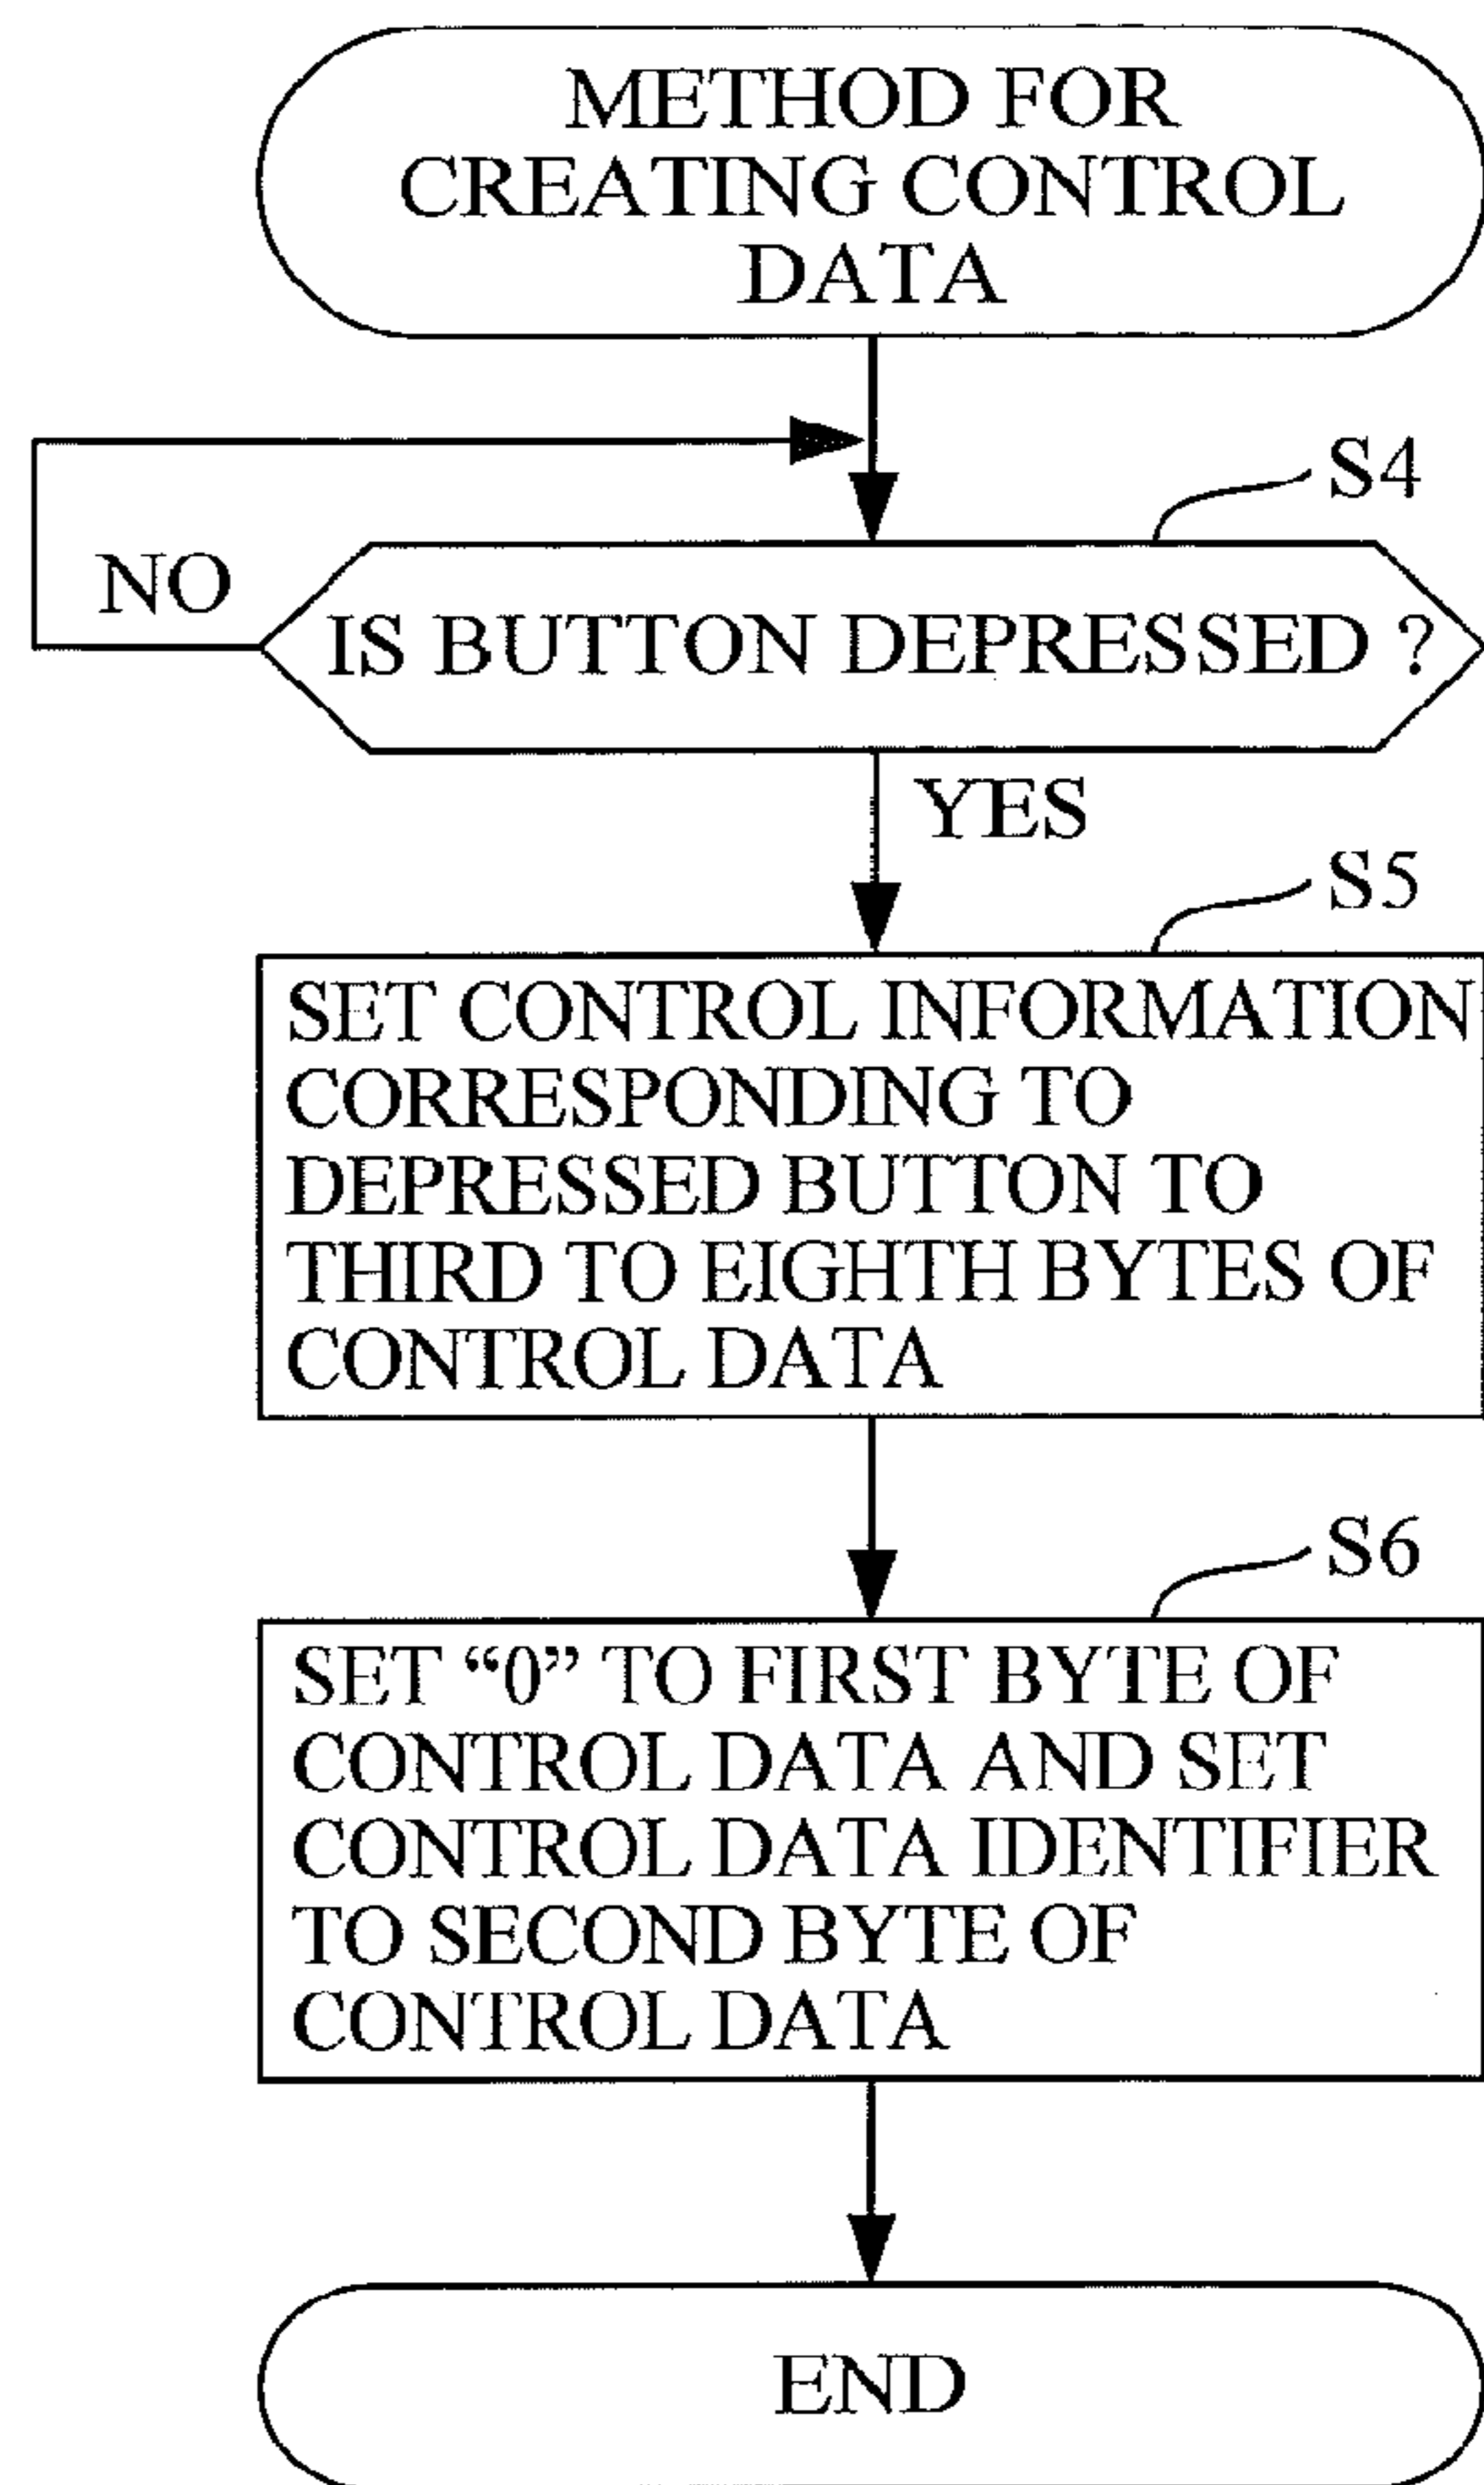 METHOD FOR
CREATING CONTROL
DATA
S4
NO
IS BUTTON DEPRESSED ?
YES
S5
SET CONTROL INFORMATION
CORRESPONDING TO
DEPRESSED BUTTON TO
THIRD TO EIGHTH BYTES OF
CONTROL DATA
S6
SET “0” TO FIRST BYTE OF
CONTROL DATA AND SET
CONTROL DATA IDENTIFIER
TO SECOND BYTE OF
CONTROL DATA
END